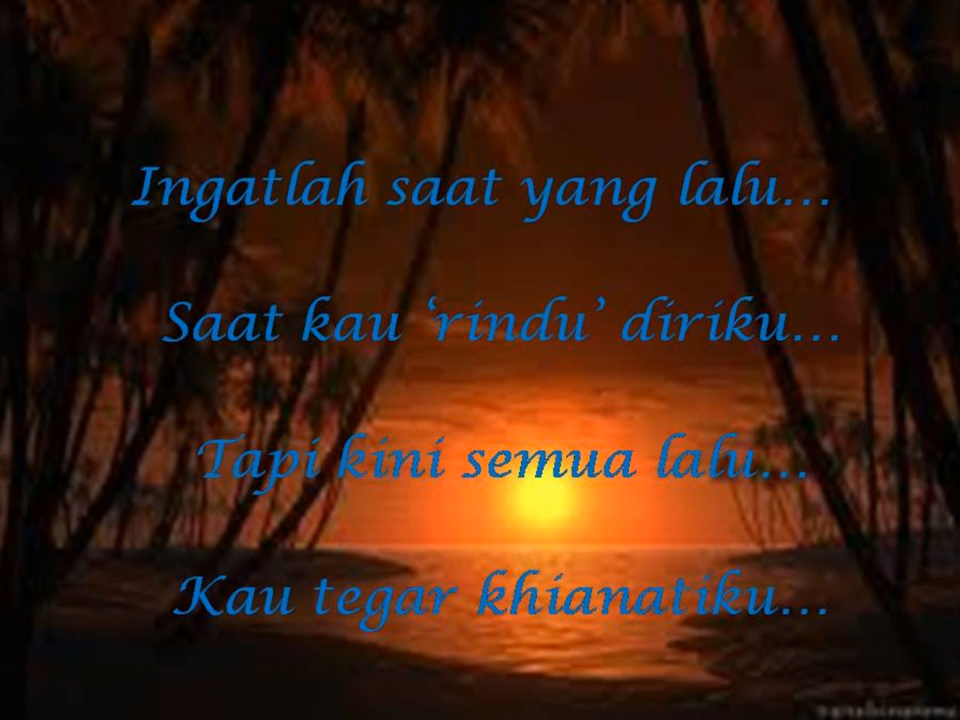 Ingatlah saat yang lalu...
Saat kau ‘rindu’ diriku...
Tapi kini semua lalu...
Kau tegar khianatiku...